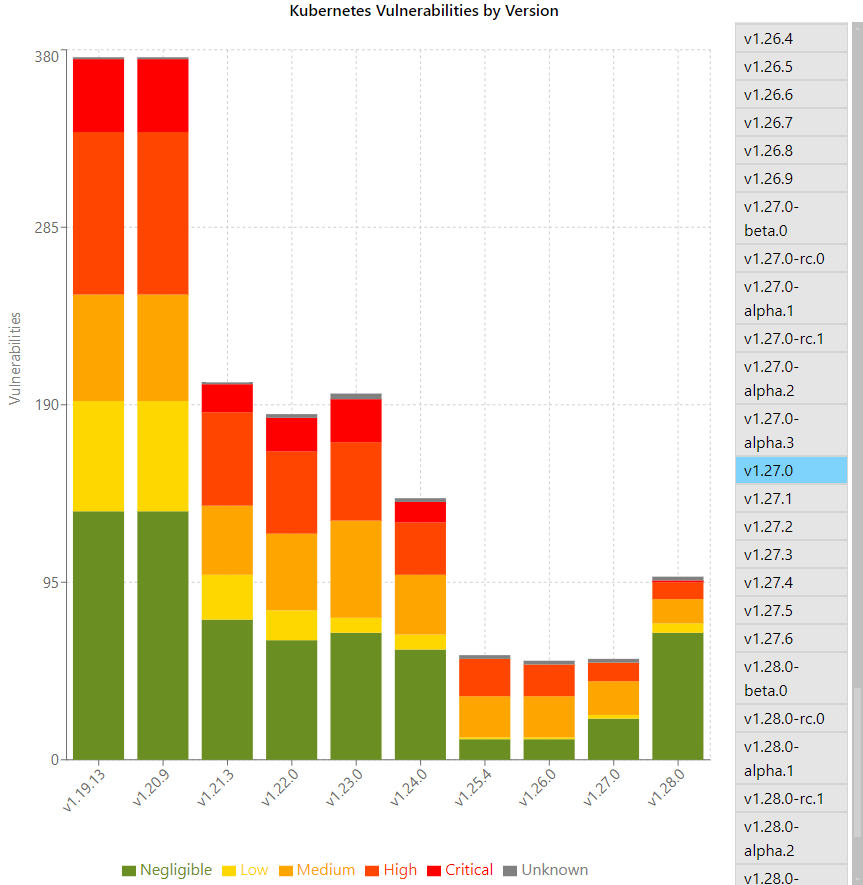 Kubernetes Vulnerabilities by Version
380
285
190
95
0
Vulnerabilities
v1.19.13
v1.20.9
v1.21.3
v1.22.0
v1.23.0
v1.24.0
v1.25.4
v1.26.0
v1.27.0
v1.28.0
Negligible Low Medium High Critical Unknown
v1.26.4
v1.26.5
v1.26.6
v1.26.7
v1.26.8
v1.26.9
v1.27.0-
beta.0
v1.27.0-rc.0
v1.27.0-
alpha.1
v1.27.0-rc.1
v1.27.0-
alpha.2
v1.27.0-
alpha.3
v1.27.0
v1.27.1
v1.27.2
v1.27.3
v1.27.4
v1.27.5
v1.27.6
v1.28.0-
beta.0
v1.28.0-rc.0
v1.28.0-
alpha.1
v1.28.0-rc.1
v1.28.0-
alpha.2
v1.28.0-